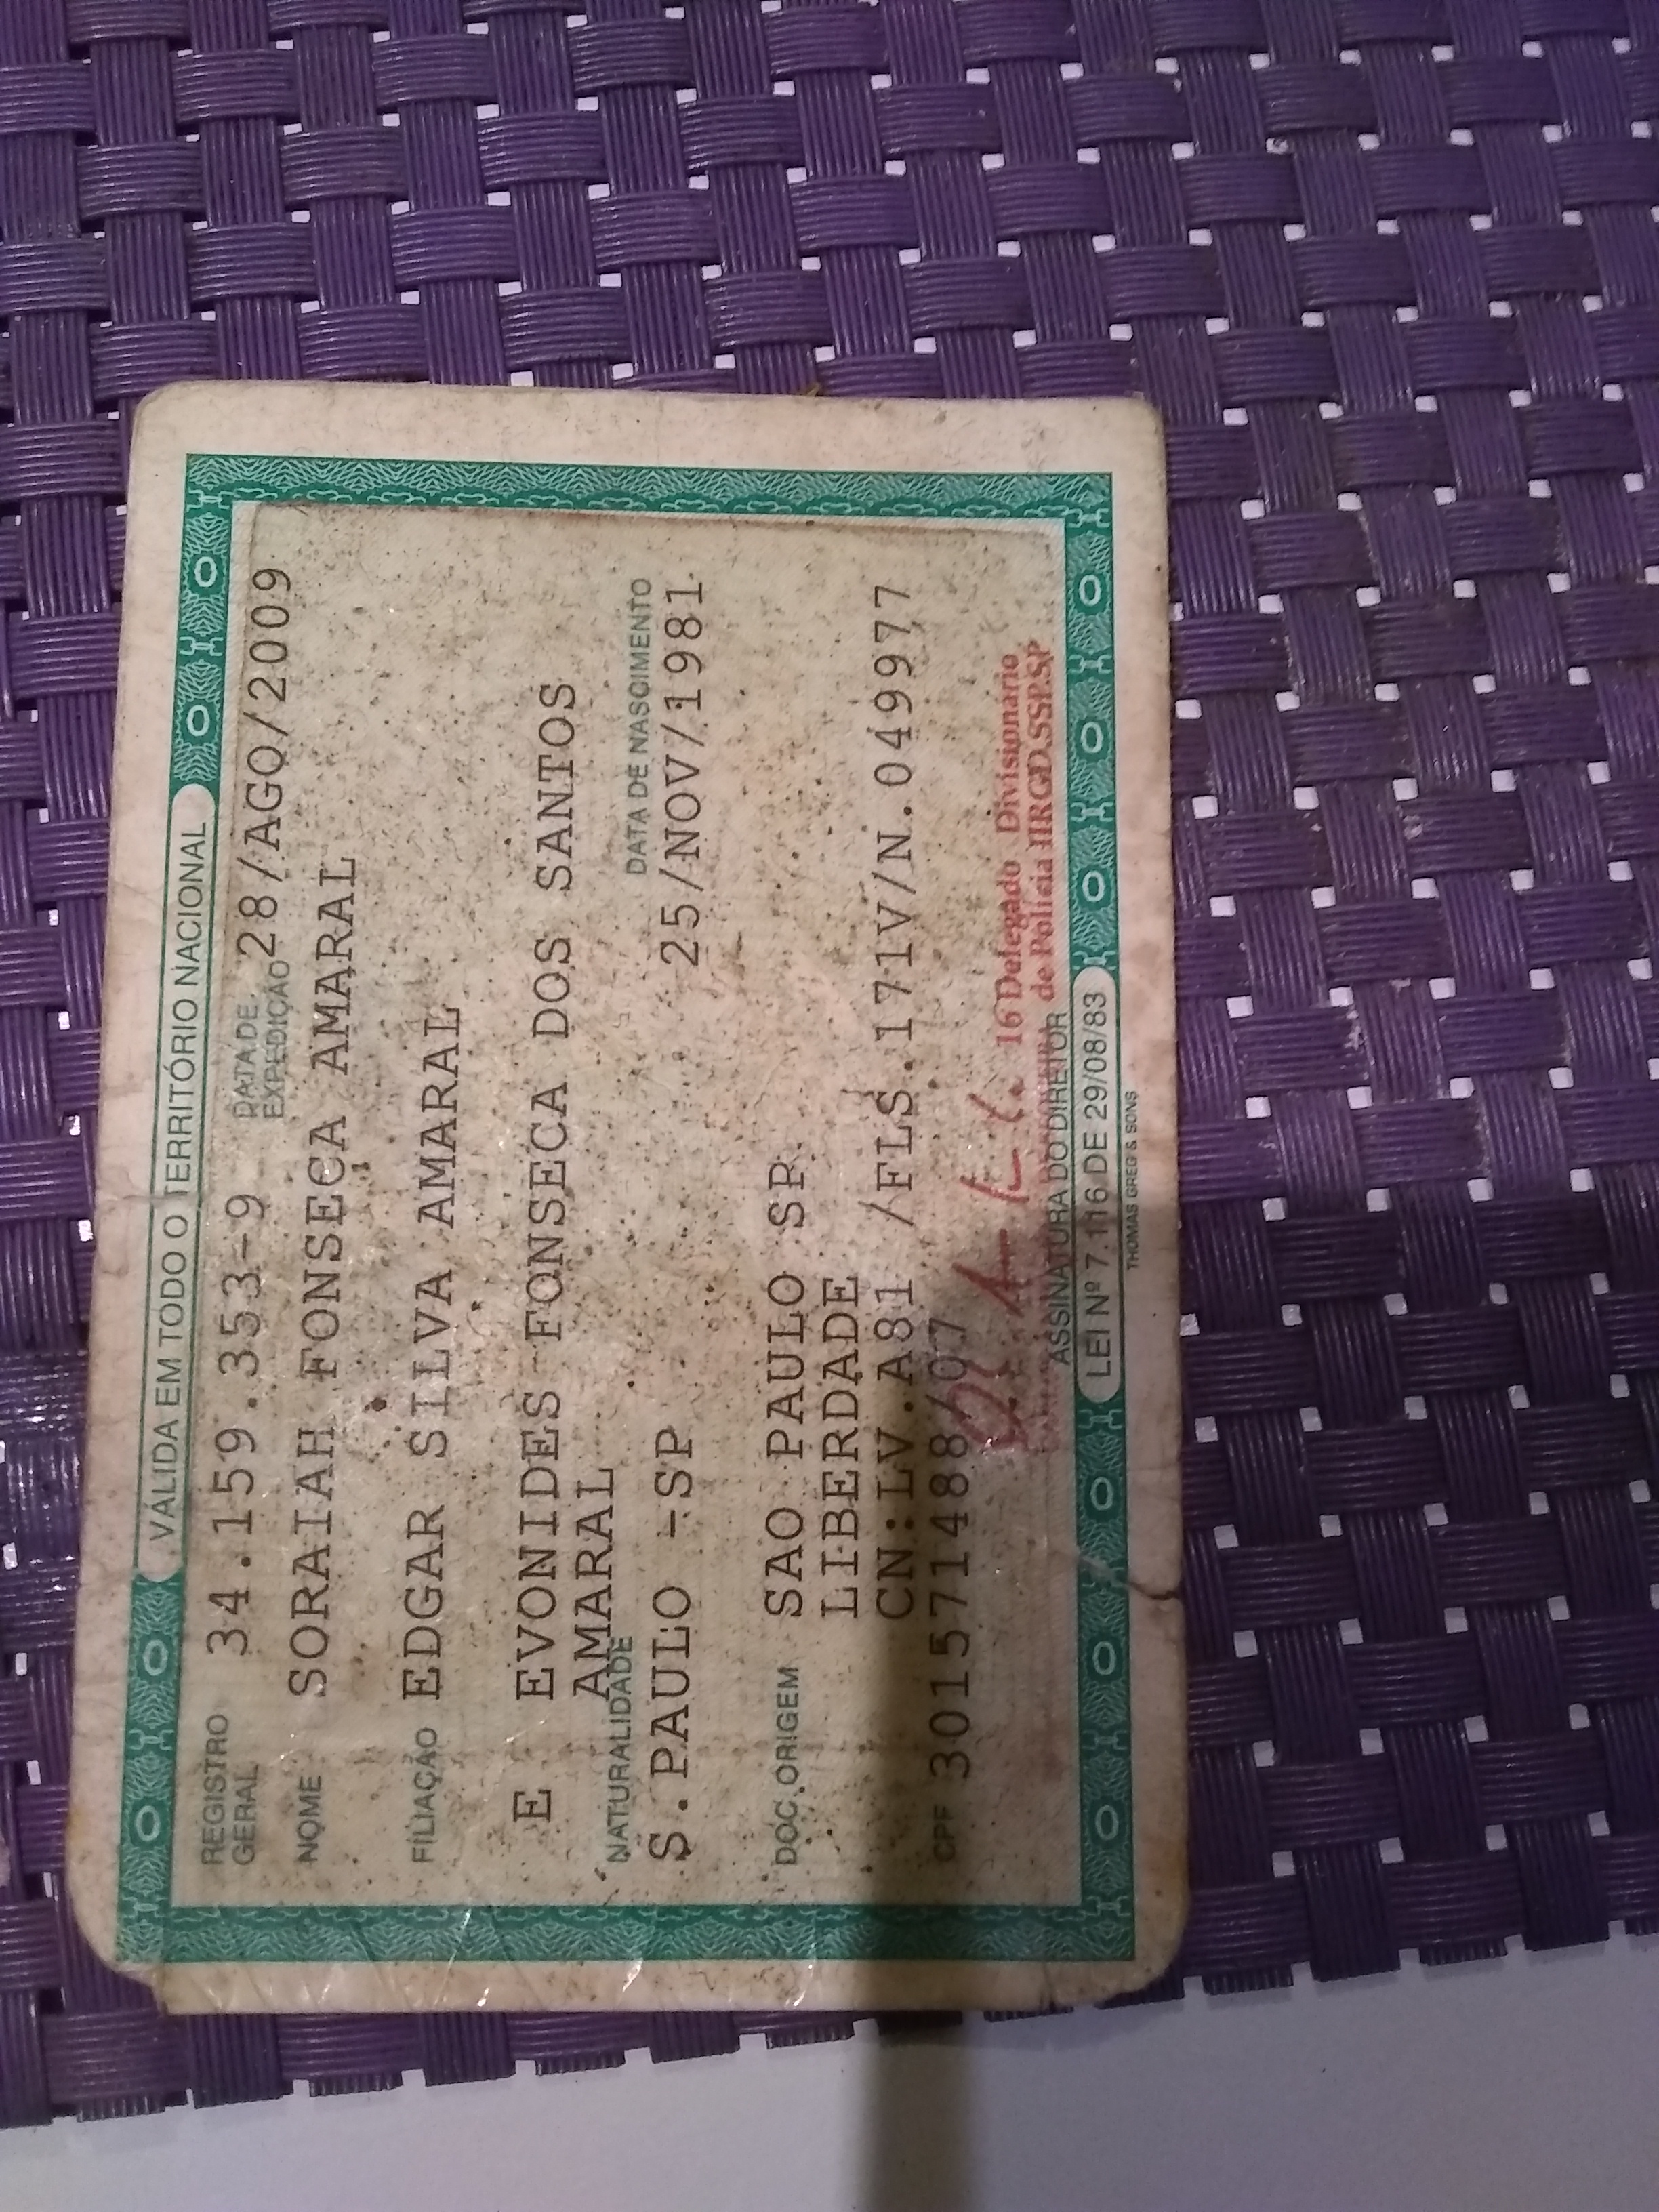 VÁLIDA EM TODO O TERRITÓRIO NACIONAL
REGISTRO GERAL 34.159.353-9 DATA DE EXPEDIÇÃO 28/AGO/2009
NOME SORAIAH FONSECA AMARAL
FILIAÇÃO EDGAR SILVA AMARAL
E EVONIDES FONSECA DOS SANTOS
AMARAL
NATURALIDADE DATA DE NASCIMENTO
S.PAULO -SP 25/NOV/1981
DOC. ORIGEM SAO PAULO SP
LIBERDADE
CN:LV.A81 /FLS.171V/N.049977
CPF 301571488/07
16 Delegado Divisionário
de Polícia IIRGD.SSP.SP
ASSINATURA DO DIRETOR
LEI Nº 7.116 DE 29/08/83
THOMAS GREG & SONS